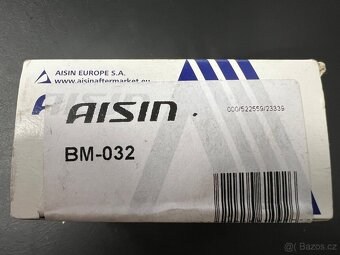 AISIN EUROPE S.A.
www.aisinaftermarket.eu
AISIN
000/522559/23339
BM-032
Bazos.cz